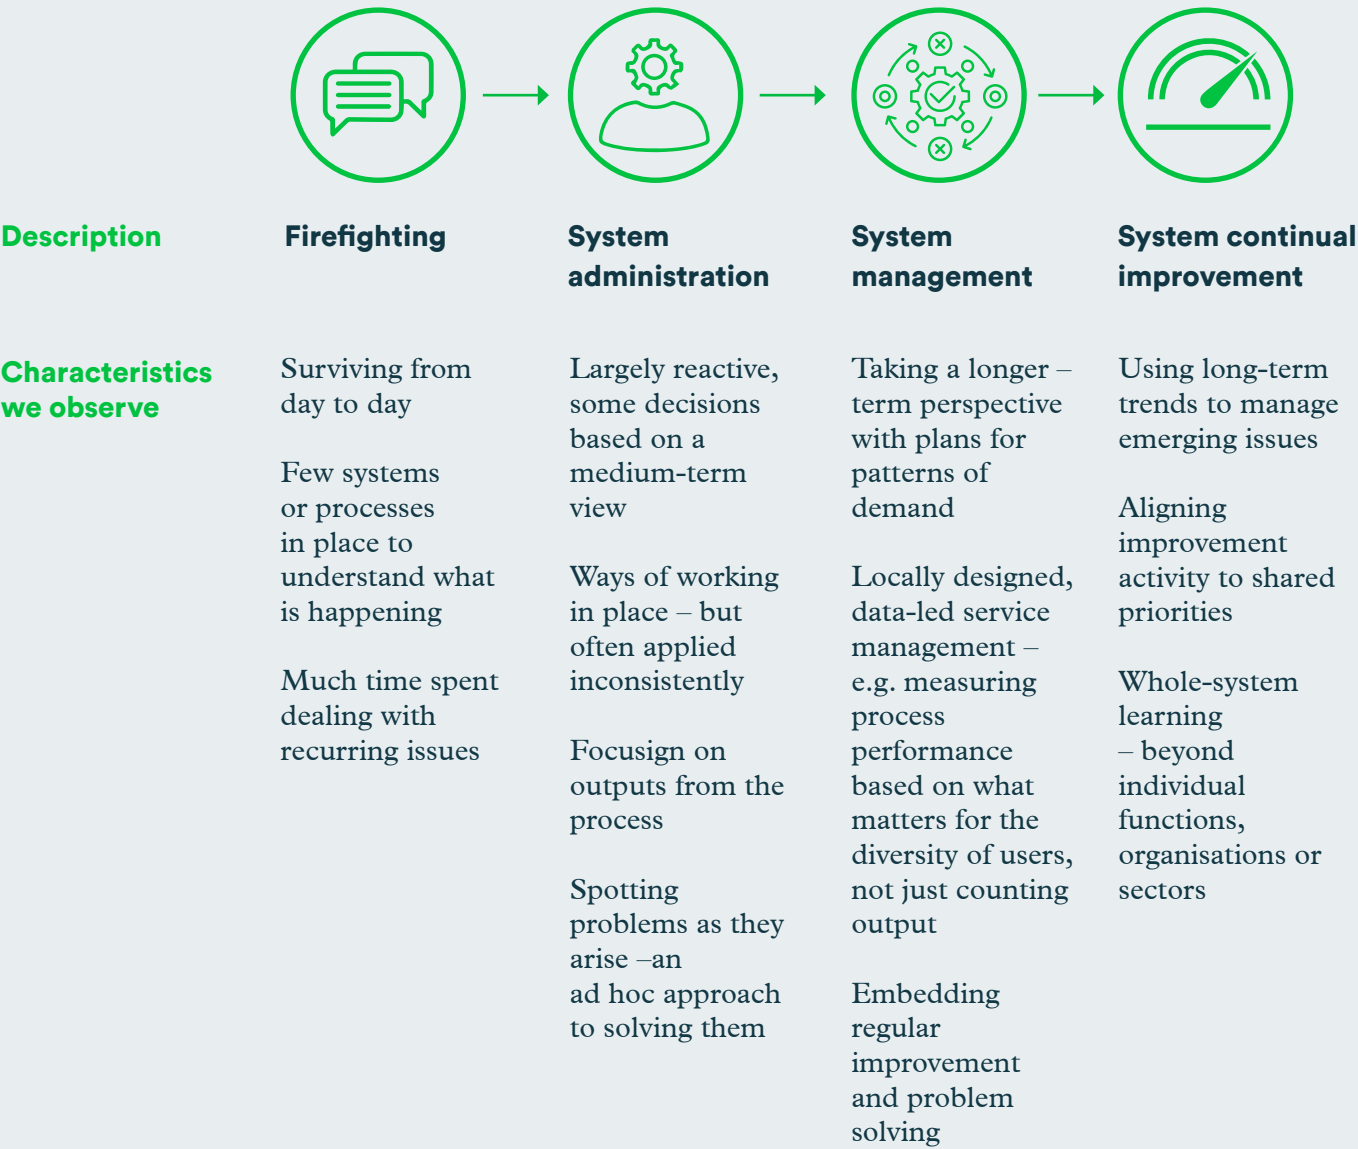 Description
Firefighting
System
administration
System
management
System continual
improvement
Characteristics
we observe
Surviving from
day to day
Few systems
or processes
in place to
understand what
is happening
Much time spent
dealing with
recurring issues
Largely reactive,
some decisions
based on a
medium-term
view
Ways of working
in place – but
often applied
inconsistently
Focusign on
outputs from the
process
Spotting
problems as they
arise –an
ad hoc approach
to solving them
Taking a longer –
term perspective
with plans for
patterns of
demand
Locally designed,
data-led service
management –
e.g. measuring
process
performance
based on what
matters for the
diversity of users,
not just counting
output
Embedding
regular
improvement
and problem
solving
Using long-term
trends to manage
emerging issues
Aligning
improvement
activity to shared
priorities
Whole-system
learning
– beyond
individual
functions,
organisations or
sectors